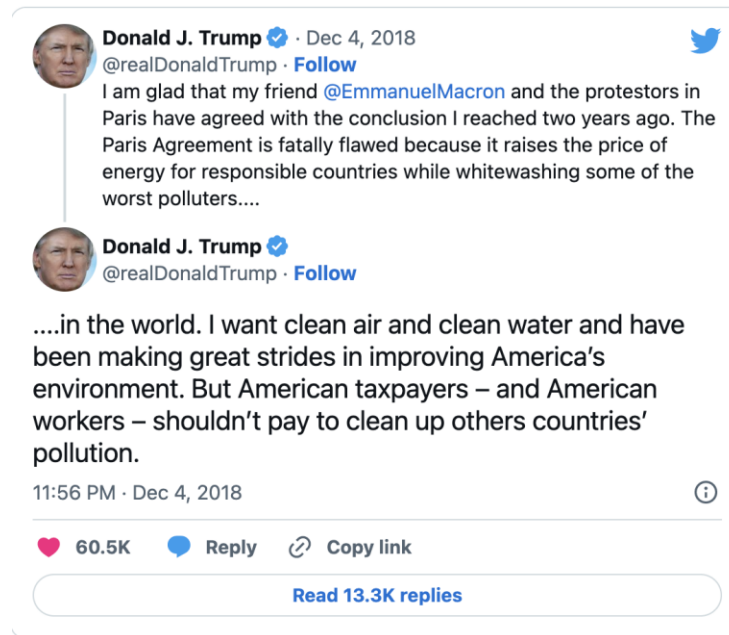 Donald J. Trump · Dec 4, 2018
@realDonaldTrump · Follow
I am glad that my friend @EmmanuelMacron and the protestors in
Paris have agreed with the conclusion I reached two years ago. The
Paris Agreement is fatally flawed because it raises the price of
energy for responsible countries while whitewashing some of the
worst polluters....
Donald J. Trump
@realDonaldTrump · Follow
....in the world. I want clean air and clean water and have
been making great strides in improving America’s
environment. But American taxpayers – and American
workers – shouldn’t pay to clean up others countries’
pollution.
11:56 PM · Dec 4, 2018
60.5K Reply Copy link
Read 13.3K replies